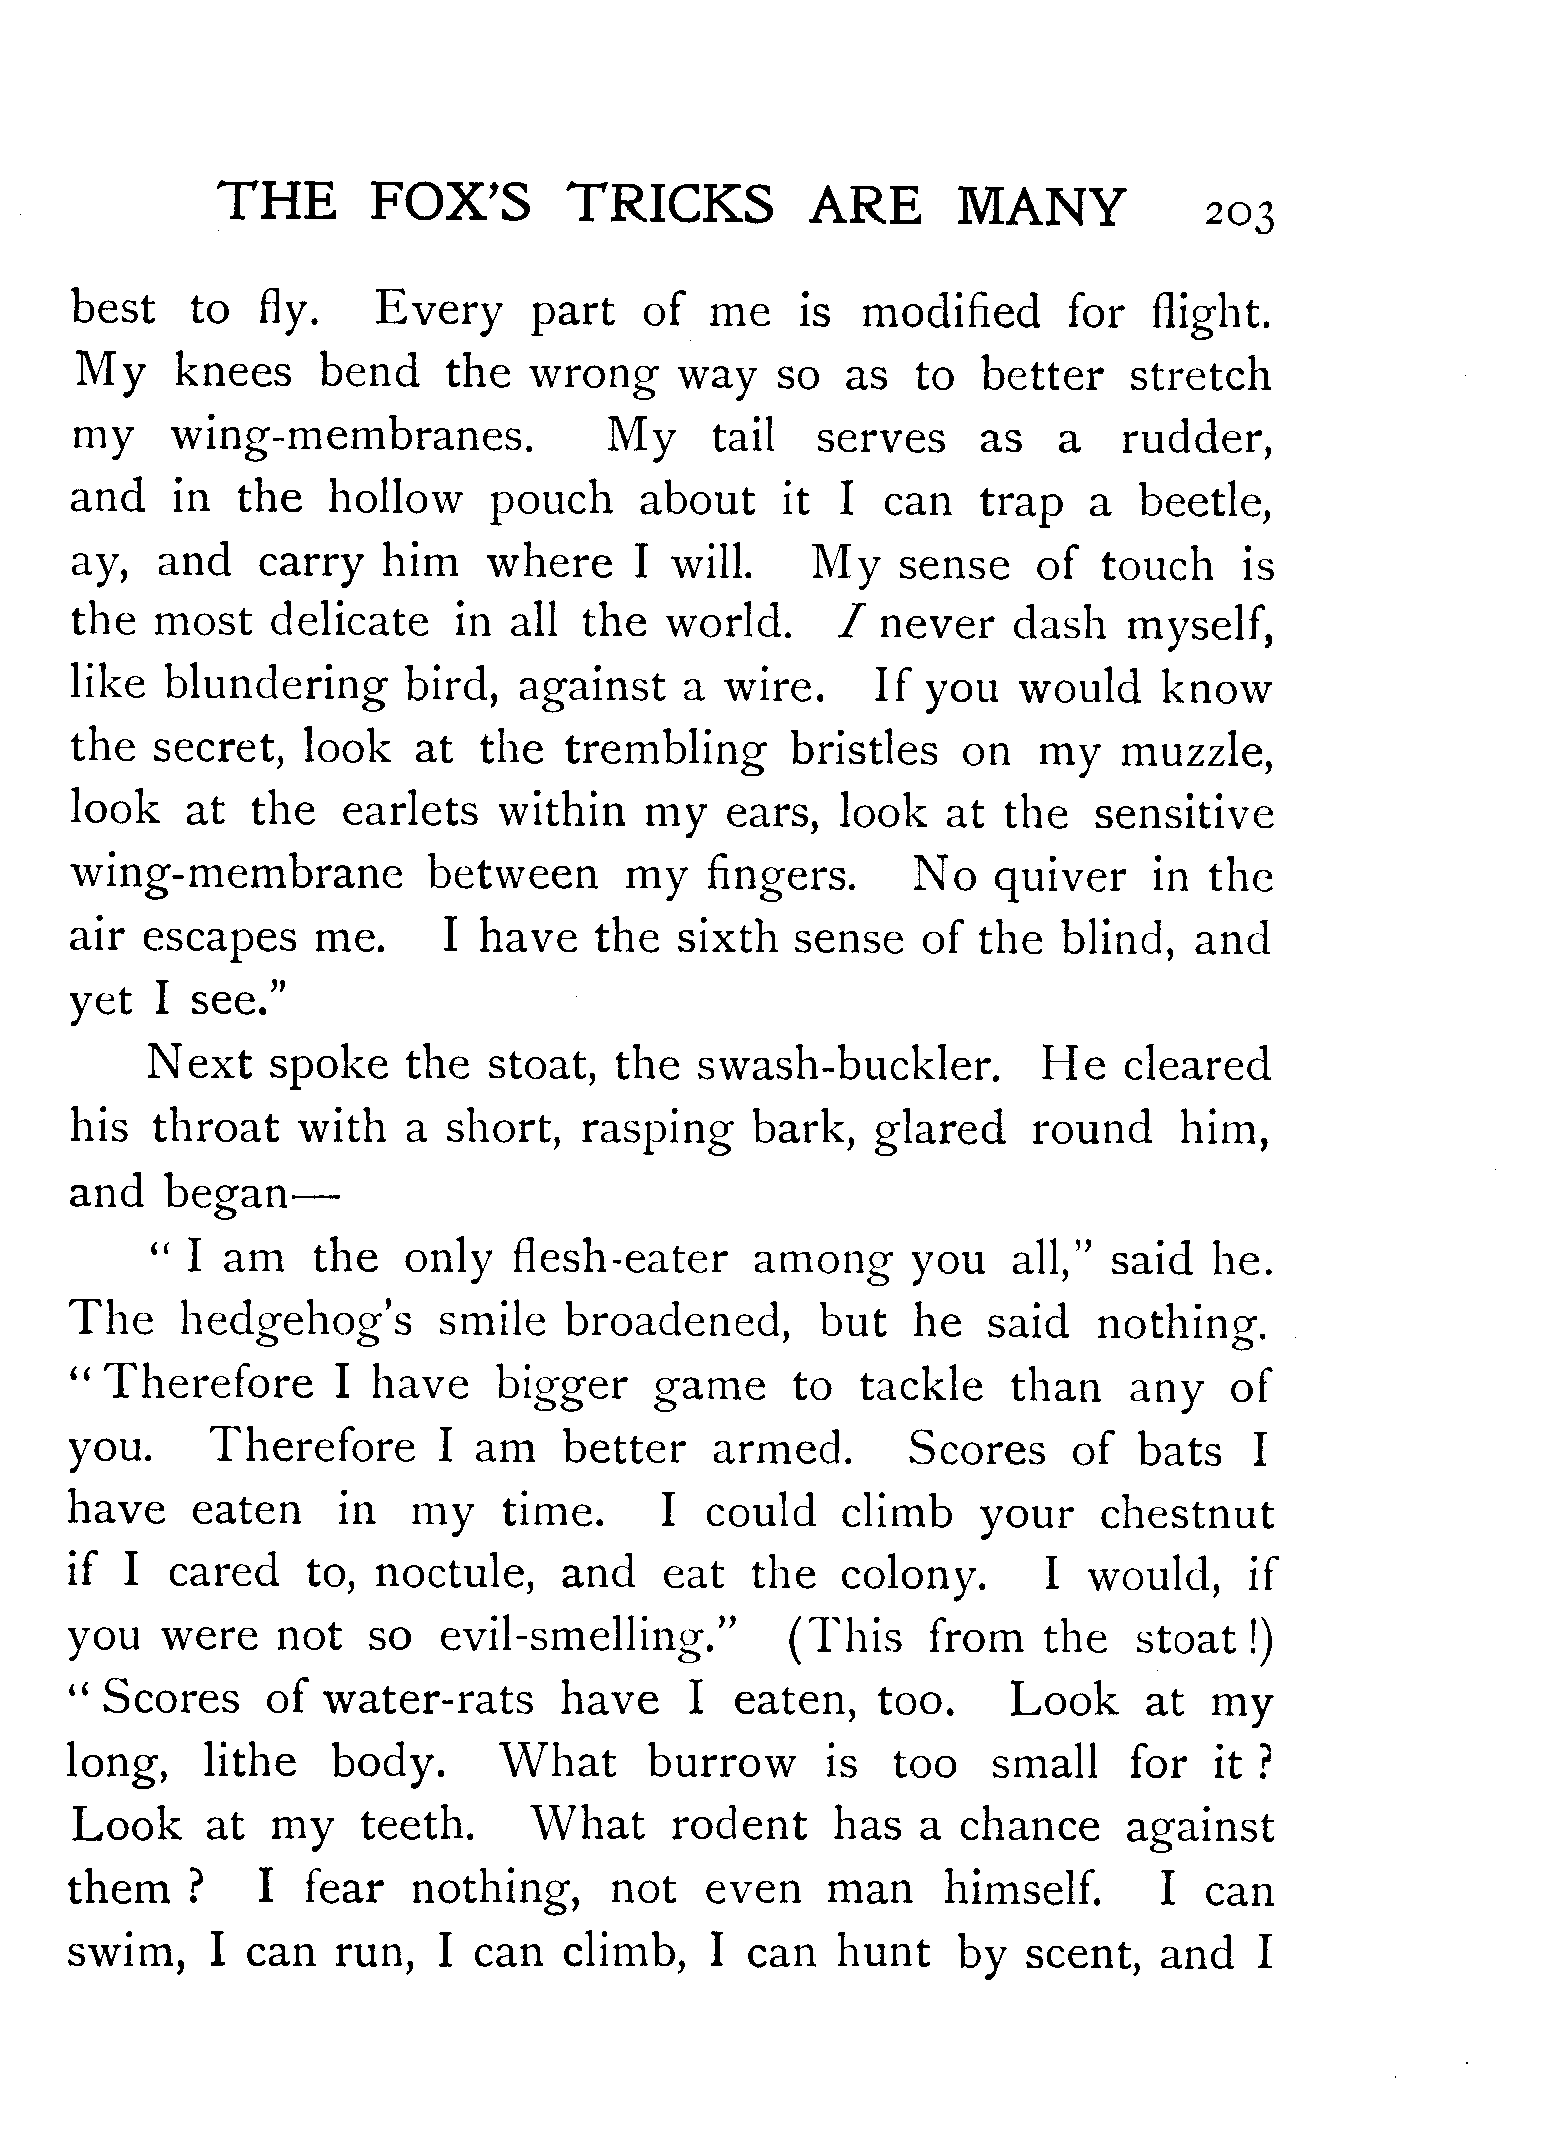 THE FOX'S TRICKS ARE MANY 203
best to fly. Every part of me is modified for flight.
My knees bend the wrong way so as to better stretch
my wing-membranes. My tail serves as a rudder,
and in the hollow pouch about it I can trap a beetle,
ay, and carry him where I will. My sense of touch is
the most delicate in all the world. I never dash myself,
like blundering bird, against a wire. If you would know
the secret, look at the trembling bristles on my muzzle,
look at the earlets within my ears, look at the sensitive
wing-membrane between my fingers. No quiver in the
air escapes me. I have the sixth sense of the blind, and
yet I see."
Next spoke the stoat, the swash-buckler. He cleared
his throat with a short, rasping bark, glared round him,
and began—
"I am the only flesh-eater among you all," said he.
The hedgehog's smile broadened, but he said nothing.
"Therefore I have bigger game to tackle than any of
you. Therefore I am better armed. Scores of bats I
have eaten in my time. I could climb your chestnut
if I cared to, noctule, and eat the colony. I would, if
you were not so evil-smelling." (This from the stoat!)
"Scores of water-rats have I eaten, too. Look at my
long, lithe body. What burrow is too small for it?
Look at my teeth. What rodent has a chance against
them? I fear nothing, not even man himself. I can
swim, I can run, I can climb, I can hunt by scent, and I